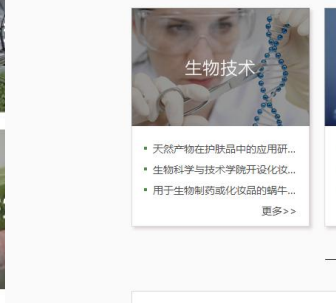 生物技术
天然产物在护肤品中的应用研...
生物科学与技术学院开设化妆...
用于生物制药或化妆品的蜗牛...
更多>>